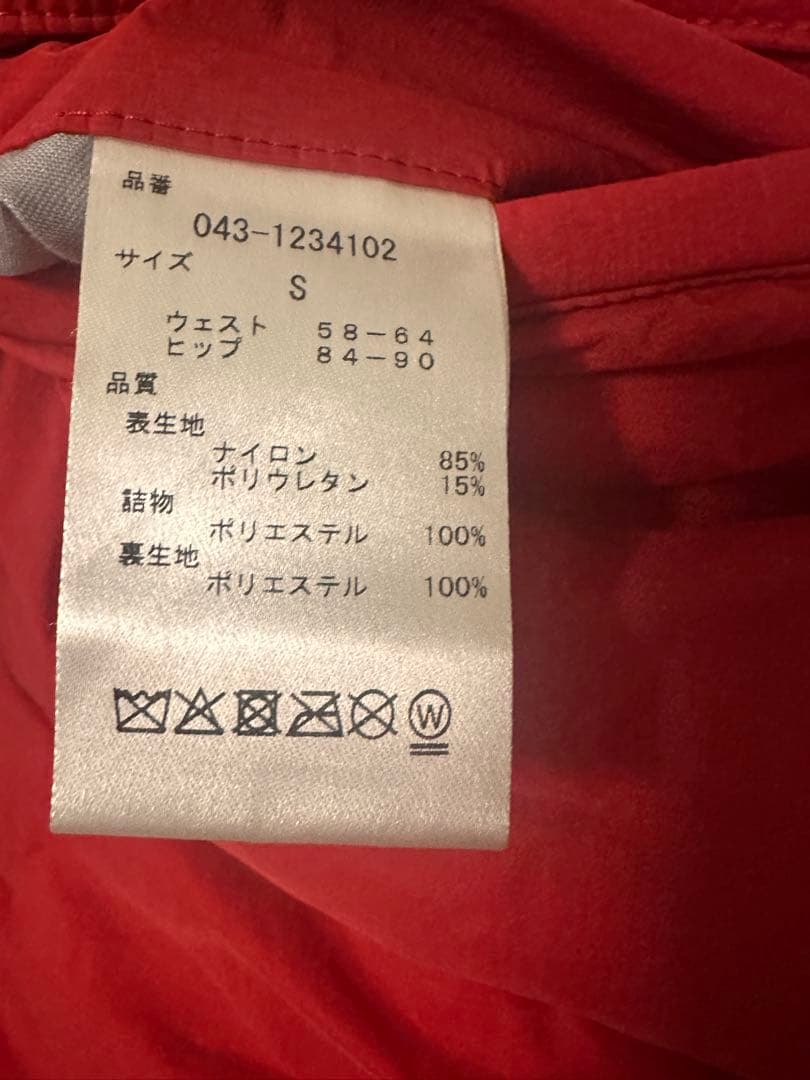 品番
043-1234102
サイズ
S
ウェスト 58-64
ヒップ 84-90
品質
表生地
ナイロン 85%
ポリウレタン 15%
詰物
ポリエステル 100%
裏生地
ポリエステル 100%
W